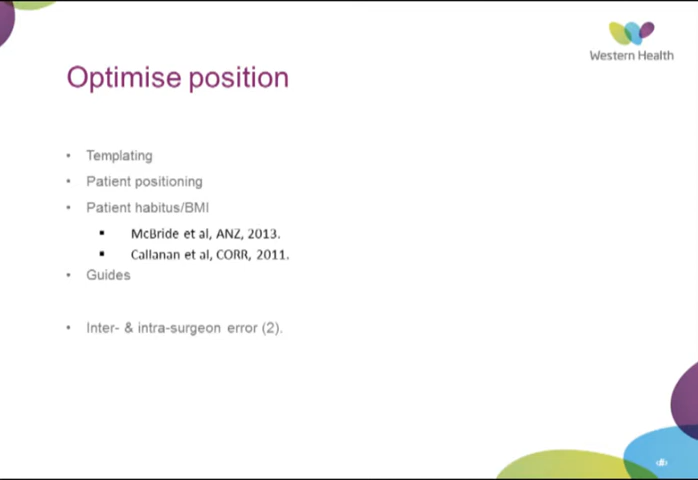 Western Health
Optimise position
• Templating
• Patient positioning
• Patient habitus/BMI
▪ McBride et al, ANZ, 2013.
▪ Callanan et al, CORR, 2011.
• Guides
• Inter- & intra-surgeon error (2).
‹#›